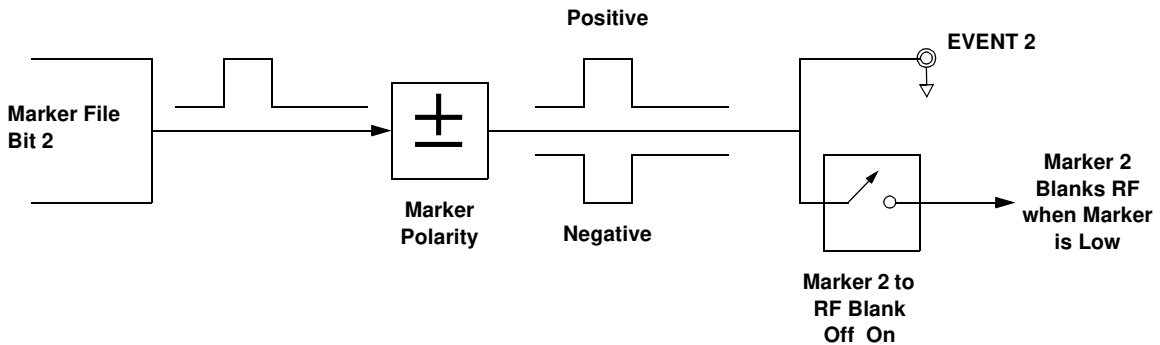 Positive
EVENT 2
Marker File
Bit 2
±
Marker
Polarity
Negative
Marker 2
Blanks RF
when Marker
is Low
Marker 2 to
RF Blank
Off On